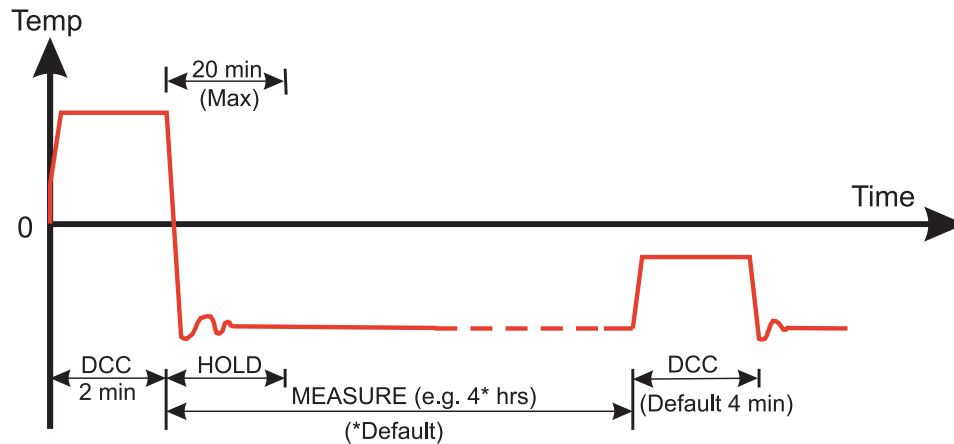 Temp
20 min
(Max)
Time
0
DCC
2 min
HOLD
MEASURE (e.g. 4* hrs)
(*Default)
DCC
(Default 4 min)